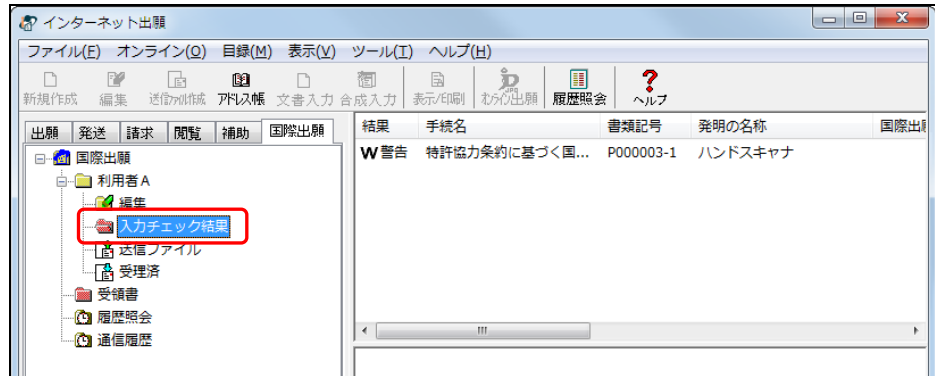 インターネット出願
ファイル(F) オンライン(O) 目録(M) 表示(V) ツール(T) ヘルプ(H)
新規作成 編集 送信ﾌｧｲﾙ作成 ｱﾄﾞﾚｽ帳 文書入力 合成入力 表示/印刷 ｵﾝﾗｲﾝ出願 履歴照会 ヘルプ
出願 発送 請求 閲覧 補助 国際出願
結果 手続名 書類記号 発明の名称 国際出
W警告 特許協力条約に基づく国... P000003-1 ハンドスキャナ
国際出願
利用者A
編集
入力チェック結果
送信ファイル
受理済
受領書
履歴照会
通信履歴